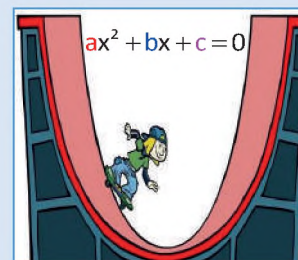 ax² + bx + c = 0